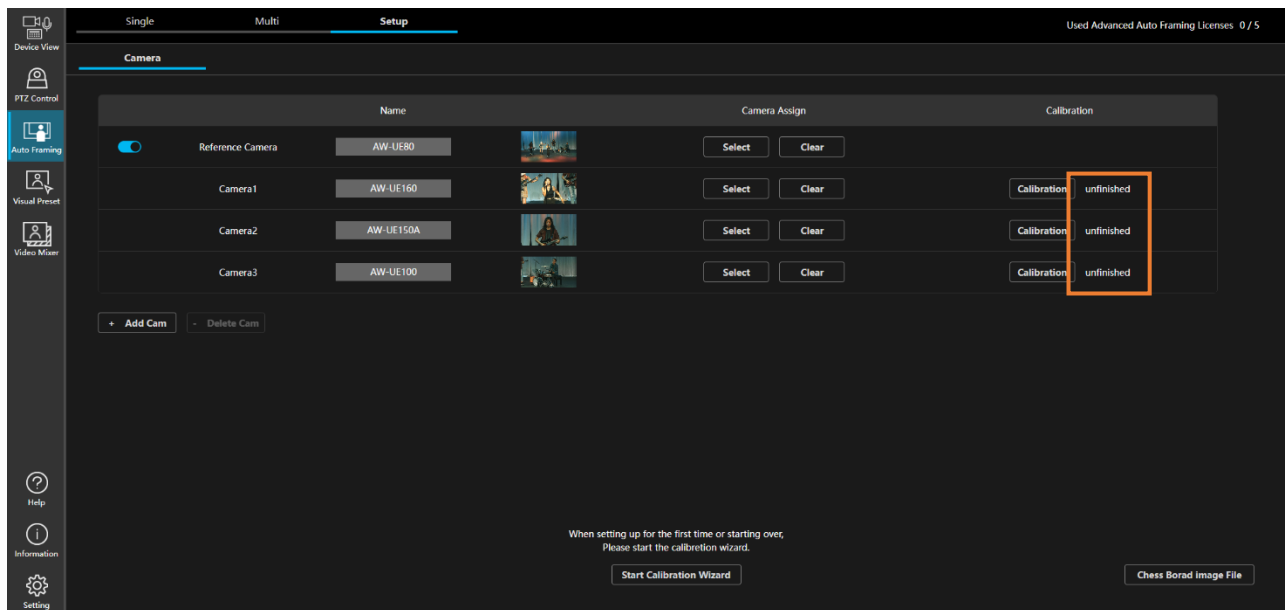 Single Multi Setup Used Advanced Auto Framing Licenses 0 / 5
Device View
Camera
PTZ Control
Name Camera Assign Calibration
Auto Framing
Reference Camera AW-UE80 Select Clear
Camera1 AW-UE160 Select Clear Calibration unfinished
Visual Preset
Camera2 AW-UE150A Select Clear Calibration unfinished
Video Mixer
Camera3 AW-UE100 Select Clear Calibration unfinished
+ Add Cam - Delete Cam
Help
When setting up for the first time or starting over,
Please start the calibretion wizard.
Information
Start Calibration Wizard Chess Borad image File
Setting